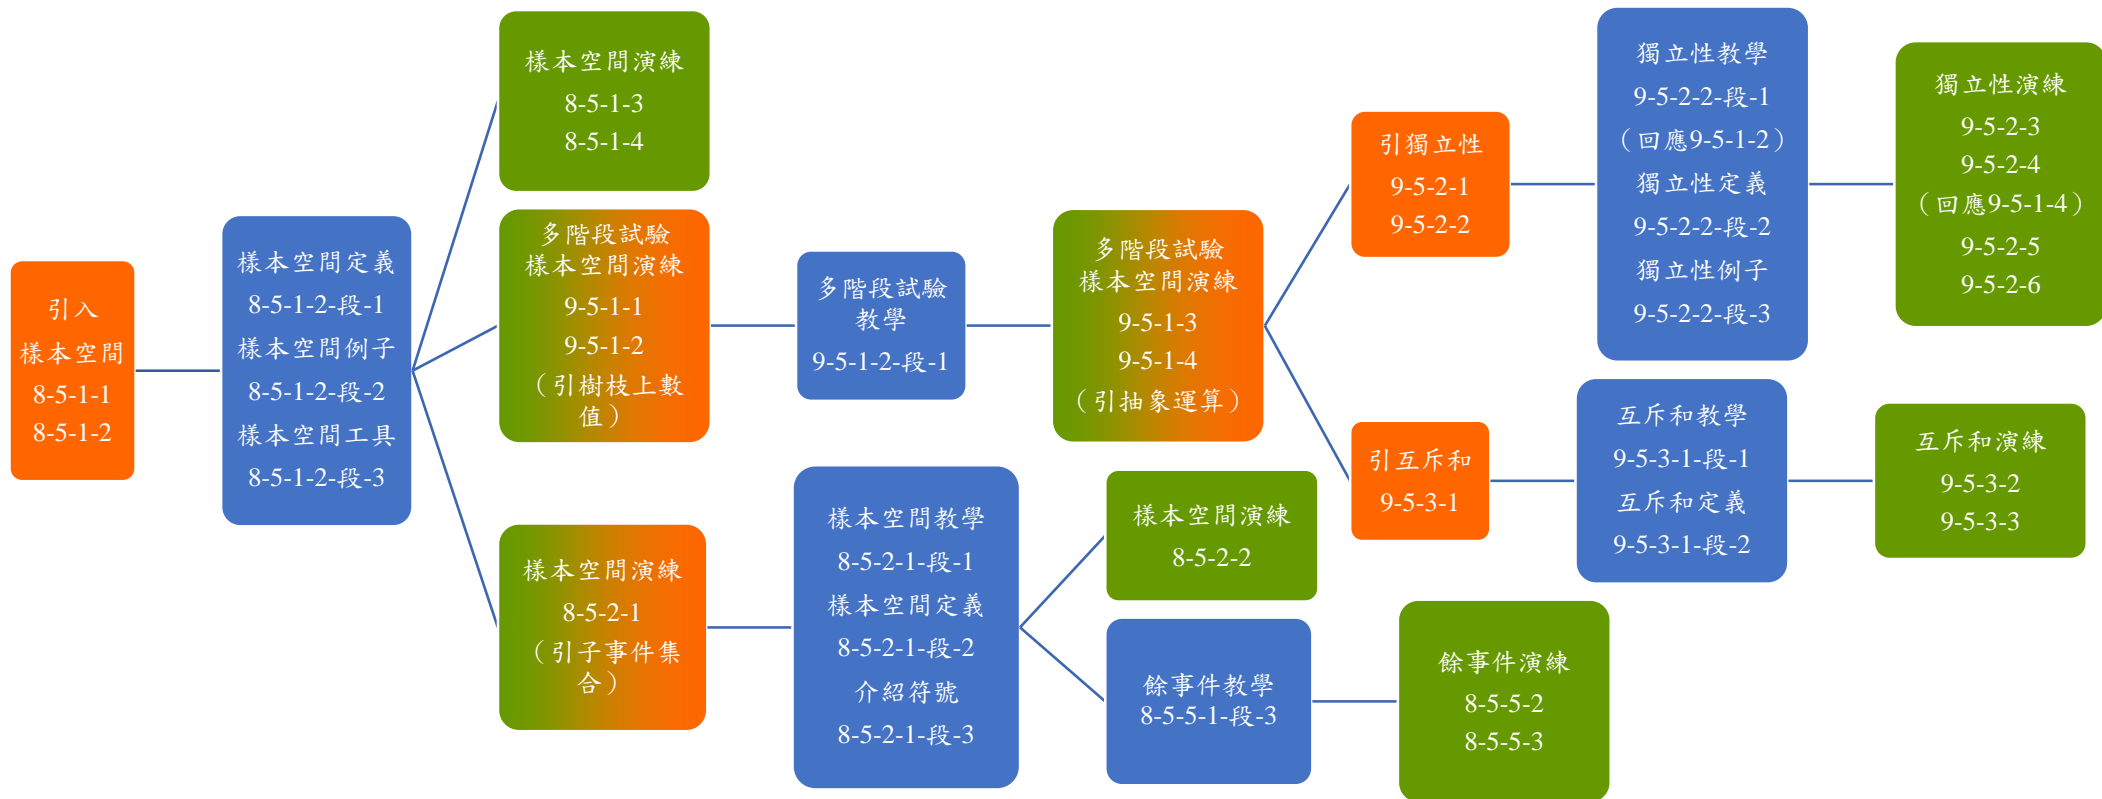 引入
樣本空間
8-5-1-1
8-5-1-2
樣本空間定義
8-5-1-2-段-1
樣本空間例子
8-5-1-2-段-2
樣本空間工具
8-5-1-2-段-3
樣本空間演練
8-5-1-3
8-5-1-4
多階段試驗
樣本空間演練
9-5-1-1
9-5-1-2
（引樹枝上數
值）
多階段試驗
教學
9-5-1-2-段-1
多階段試驗
樣本空間演練
9-5-1-3
9-5-1-4
（引抽象運算）
引獨立性
9-5-2-1
9-5-2-2
獨立性教學
9-5-2-2-段-1
（回應9-5-1-2）
獨立性定義
9-5-2-2-段-2
獨立性例子
9-5-2-2-段-3
獨立性演練
9-5-2-3
9-5-2-4
（回應9-5-1-4）
9-5-2-5
9-5-2-6
引互斥和
9-5-3-1
互斥和教學
9-5-3-1-段-1
互斥和定義
9-5-3-1-段-2
互斥和演練
9-5-3-2
9-5-3-3
樣本空間演練
8-5-2-1
（引子事件集
合）
樣本空間教學
8-5-2-1-段-1
樣本空間定義
8-5-2-1-段-2
介紹符號
8-5-2-1-段-3
樣本空間演練
8-5-2-2
餘事件教學
8-5-5-1-段-3
餘事件演練
8-5-5-2
8-5-5-3